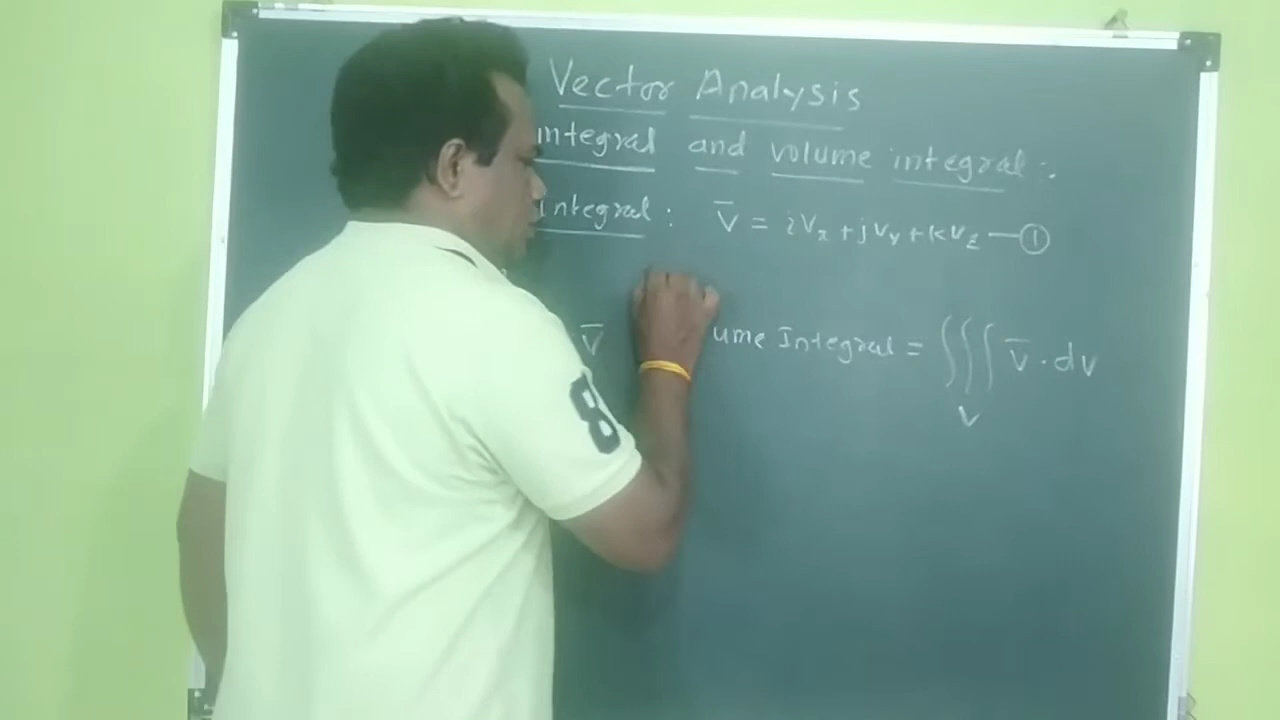 Vector Analysis
integral and volume integral :.
integral : V̅ = iVx + jVy + kVz — ①
V̅ ume Integral = ∭ V̅ . dv
V
8